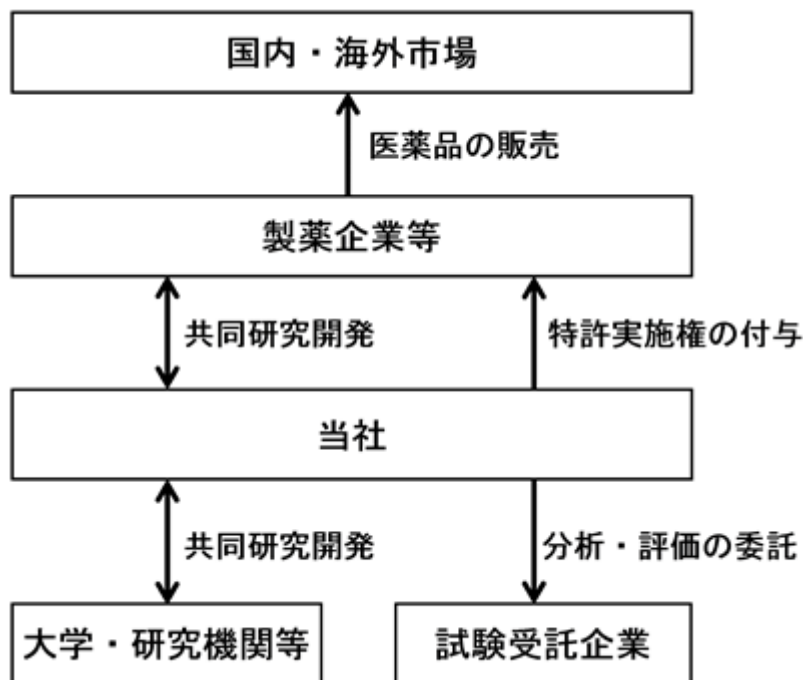 国内・海外市場
医薬品の販売
製薬企業等
共同研究開発
特許実施権の付与
当社
共同研究開発
分析・評価の委託
大学・研究機関等
試験受託企業